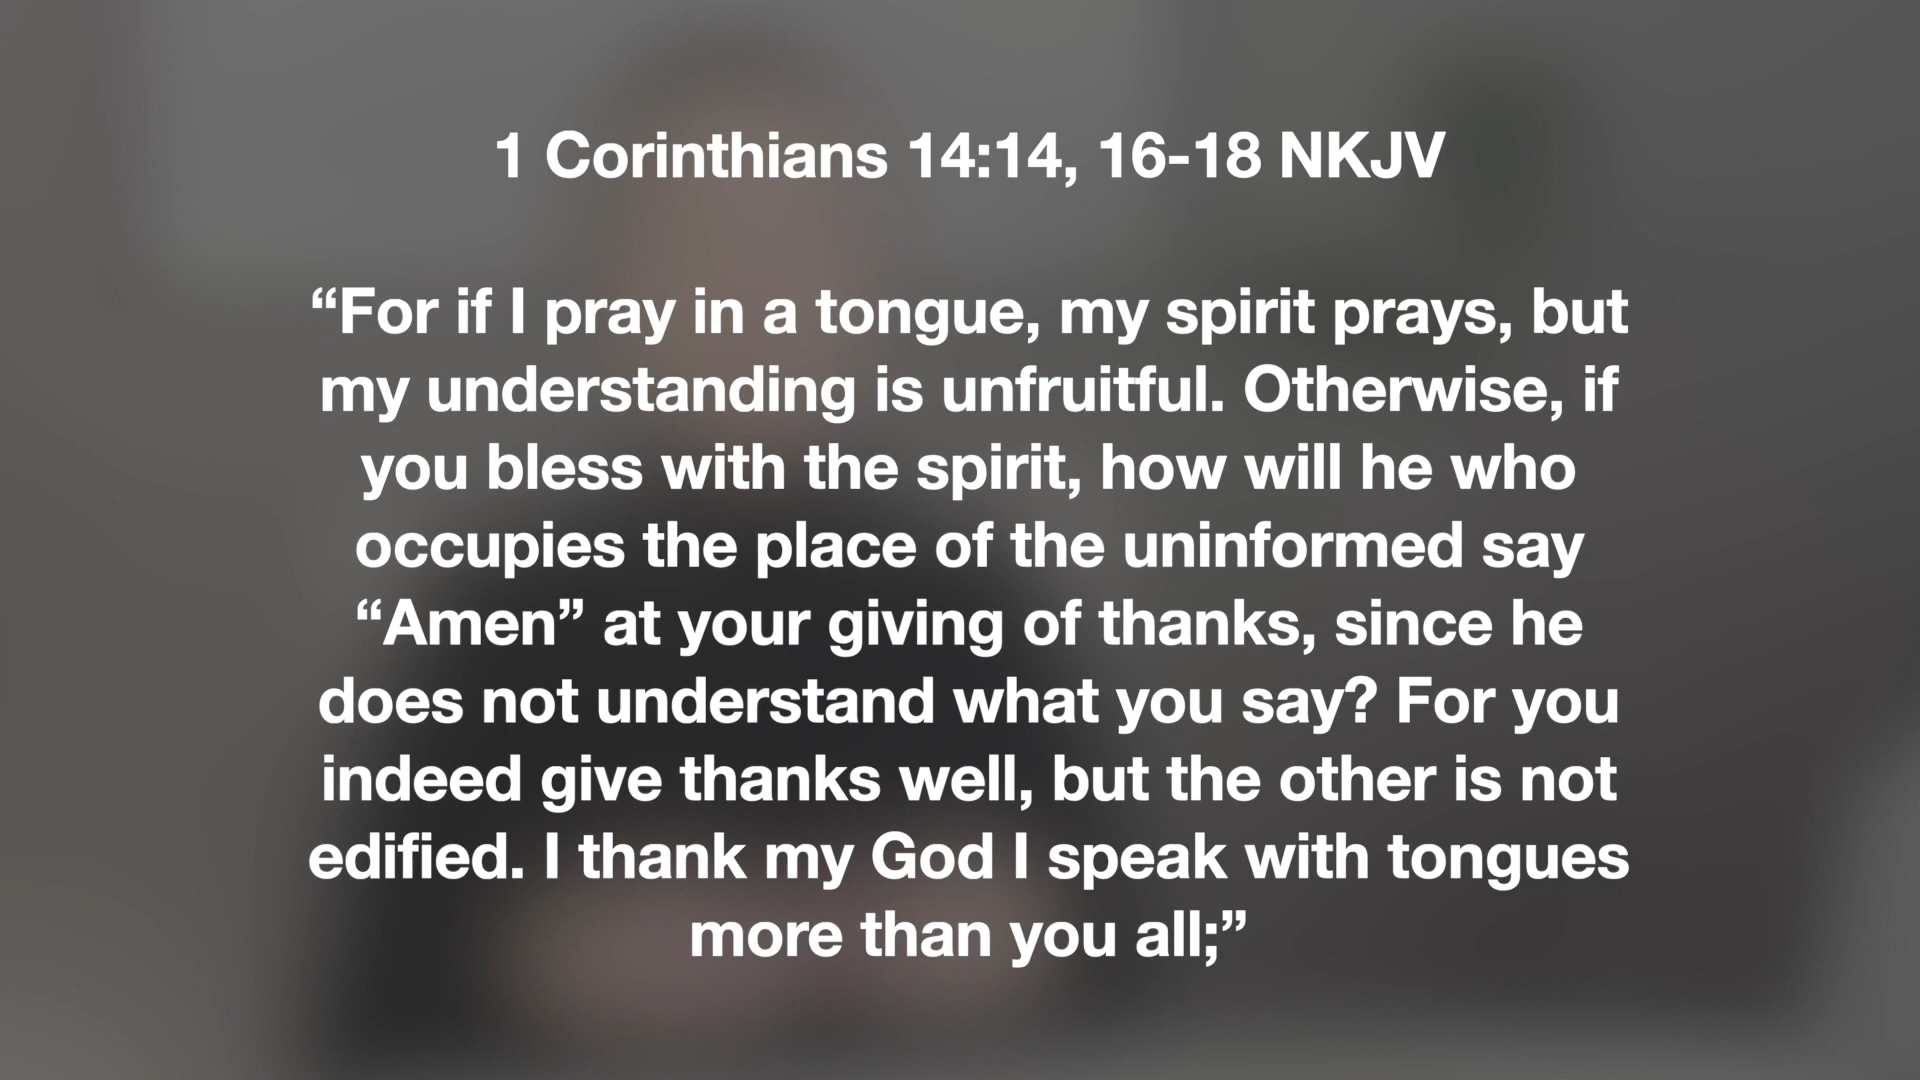 1 Corinthians 14:14, 16-18 NKJV
“For if I pray in a tongue, my spirit prays, but
my understanding is unfruitful. Otherwise, if
you bless with the spirit, how will he who
occupies the place of the uninformed say
“Amen” at your giving of thanks, since he
does not understand what you say? For you
indeed give thanks well, but the other is not
edified. I thank my God I speak with tongues
more than you all;”